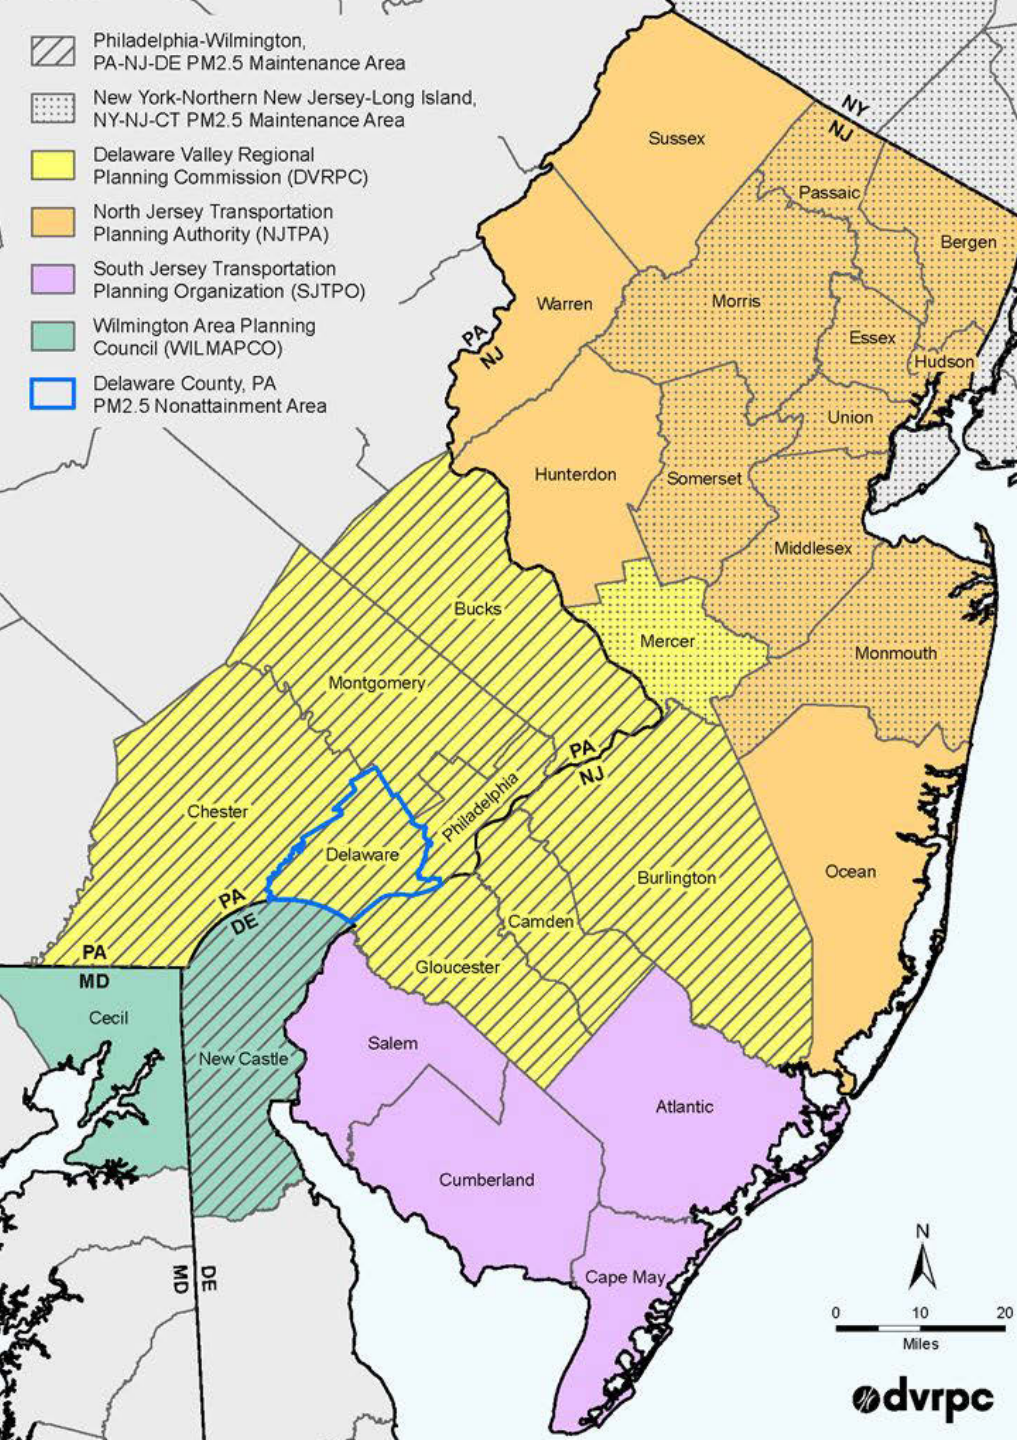 Philadelphia-Wilmington,
PA-NJ-DE PM2.5 Maintenance Area
New York-Northern New Jersey-Long Island,
NY-NJ-CT PM2.5 Maintenance Area
Delaware Valley Regional
Planning Commission (DVRPC)
North Jersey Transportation
Planning Authority (NJTPA)
South Jersey Transportation
Planning Organization (SJTPO)
Wilmington Area Planning
Council (WILMAPCO)
Delaware County, PA
PM2.5 Nonattainment Area
NY
NJ
Sussex
Passaic
Bergen
Warren
Morris
PA
NJ
Essex
Hudson
Union
Hunterdon
Somerset
Middlesex
Bucks
Mercer
Monmouth
Montgomery
PA
NJ
Chester
Philadelphia
Delaware
Ocean
Burlington
PA
DE
Camden
PA
MD
Gloucester
Cecil
New Castle
Salem
Atlantic
Cumberland
MD
DE
Cape May
N
0 10 20
Miles
dvrpc